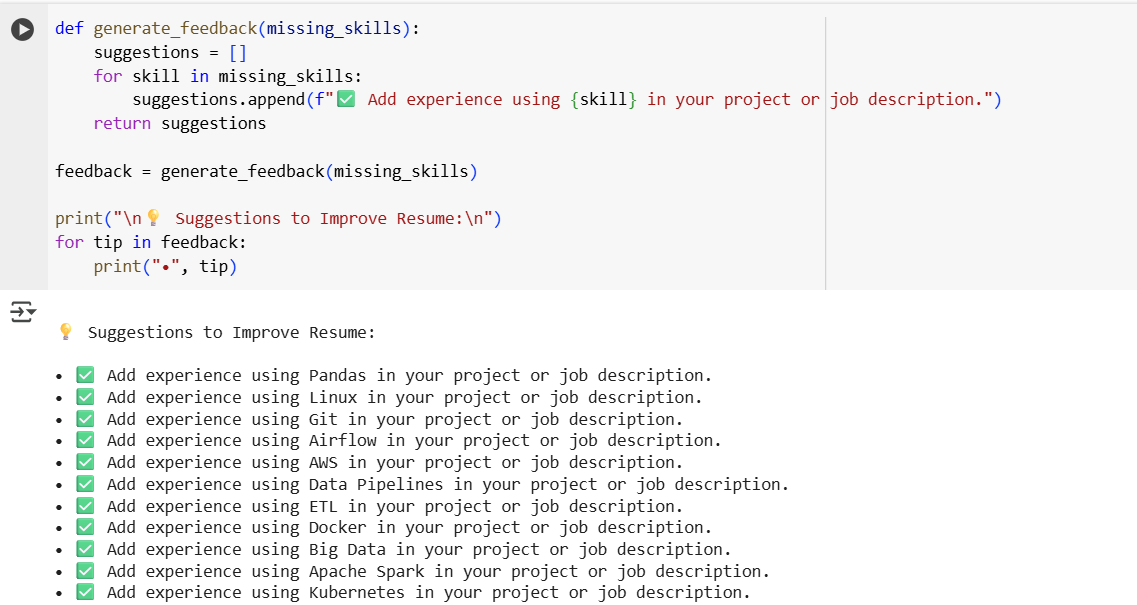 def generate_feedback(missing_skills):
    suggestions = []
    for skill in missing_skills:
        suggestions.append(f"✅ Add experience using {skill} in your project or job description.")
    return suggestions

feedback = generate_feedback(missing_skills)

print("\n💡 Suggestions to Improve Resume:\n")
for tip in feedback:
    print("•", tip)

💡 Suggestions to Improve Resume:

• ✅ Add experience using Pandas in your project or job description.
• ✅ Add experience using Linux in your project or job description.
• ✅ Add experience using Git in your project or job description.
• ✅ Add experience using Airflow in your project or job description.
• ✅ Add experience using AWS in your project or job description.
• ✅ Add experience using Data Pipelines in your project or job description.
• ✅ Add experience using ETL in your project or job description.
• ✅ Add experience using Docker in your project or job description.
• ✅ Add experience using Big Data in your project or job description.
• ✅ Add experience using Apache Spark in your project or job description.
• ✅ Add experience using Kubernetes in your project or job description.